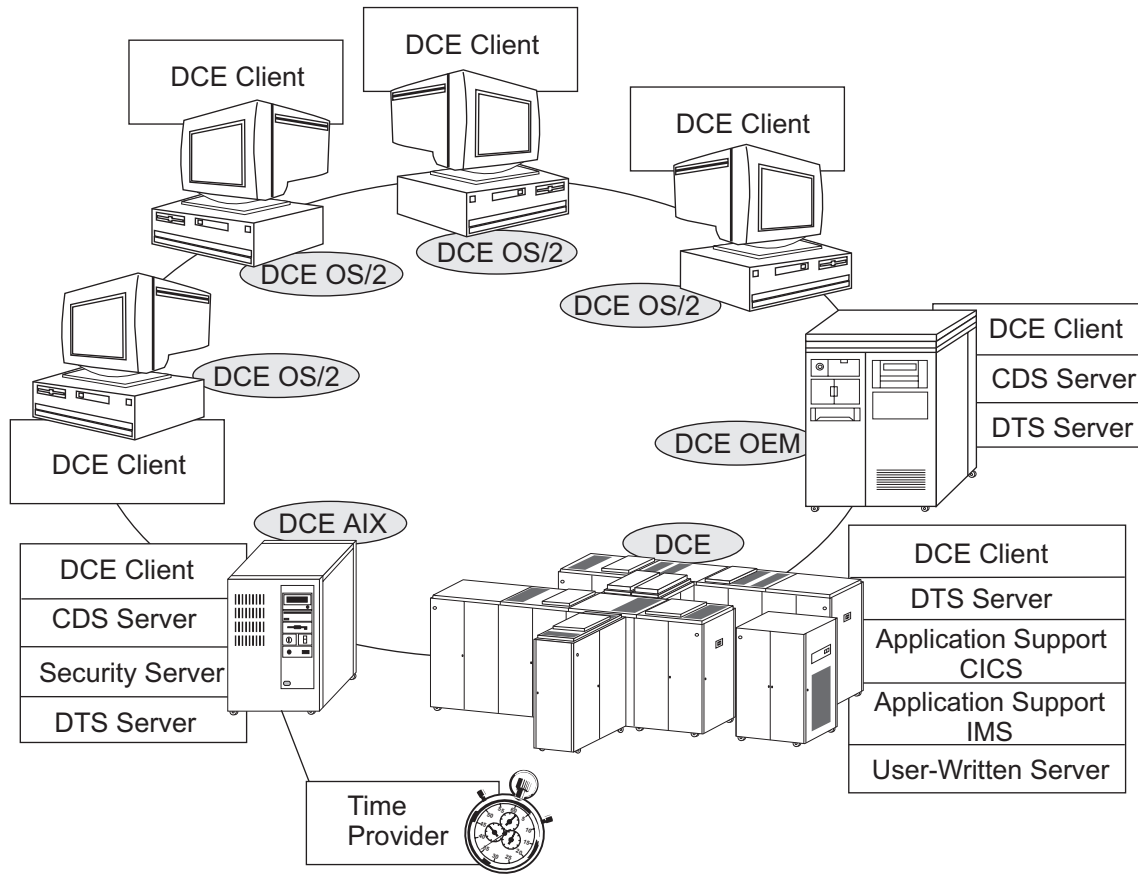 DCE Client
DCE Client
DCE Client
DCE OS/2
DCE OS/2
DCE OS/2
DCE OS/2
DCE Client
DCE Client
CDS Server
DTS Server
DCE OEM
DCE AIX
DCE Client
CDS Server
Security Server
DTS Server
DCE
DCE Client
DTS Server
Application Support
CICS
Application Support
IMS
User-Written Server
Time
Provider